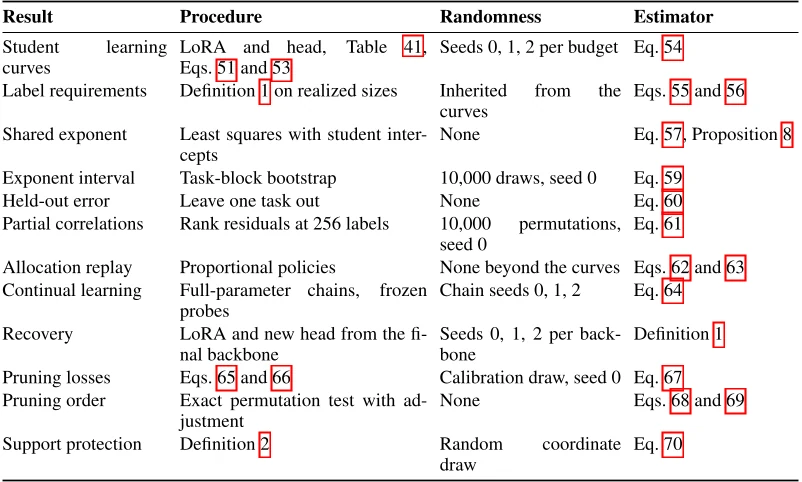 Result Procedure Randomness Estimator
Student learning LoRA and head, Table 41, Seeds 0, 1, 2 per budget Eq. 54
curves Eqs. 51 and 53
Label requirements Definition 1 on realized sizes Inherited from the Eqs. 55 and 56
curves
Shared exponent Least squares with student inter- None Eq. 57, Proposition 8
cepts
Exponent interval Task-block bootstrap 10,000 draws, seed 0 Eq. 59
Held-out error Leave one task out None Eq. 60
Partial correlations Rank residuals at 256 labels 10,000 permutations, Eq. 61
seed 0
Allocation replay Proportional policies None beyond the curves Eqs. 62 and 63
Continual learning Full-parameter chains, frozen Chain seeds 0, 1, 2 Eq. 64
probes
Recovery LoRA and new head from the fi- Seeds 0, 1, 2 per back- Definition 1
nal backbone bone
Pruning losses Eqs. 65 and 66 Calibration draw, seed 0 Eq. 67
Pruning order Exact permutation test with ad- None Eqs. 68 and 69
justment
Support protection Definition 2 Random coordinate Eq. 70
draw